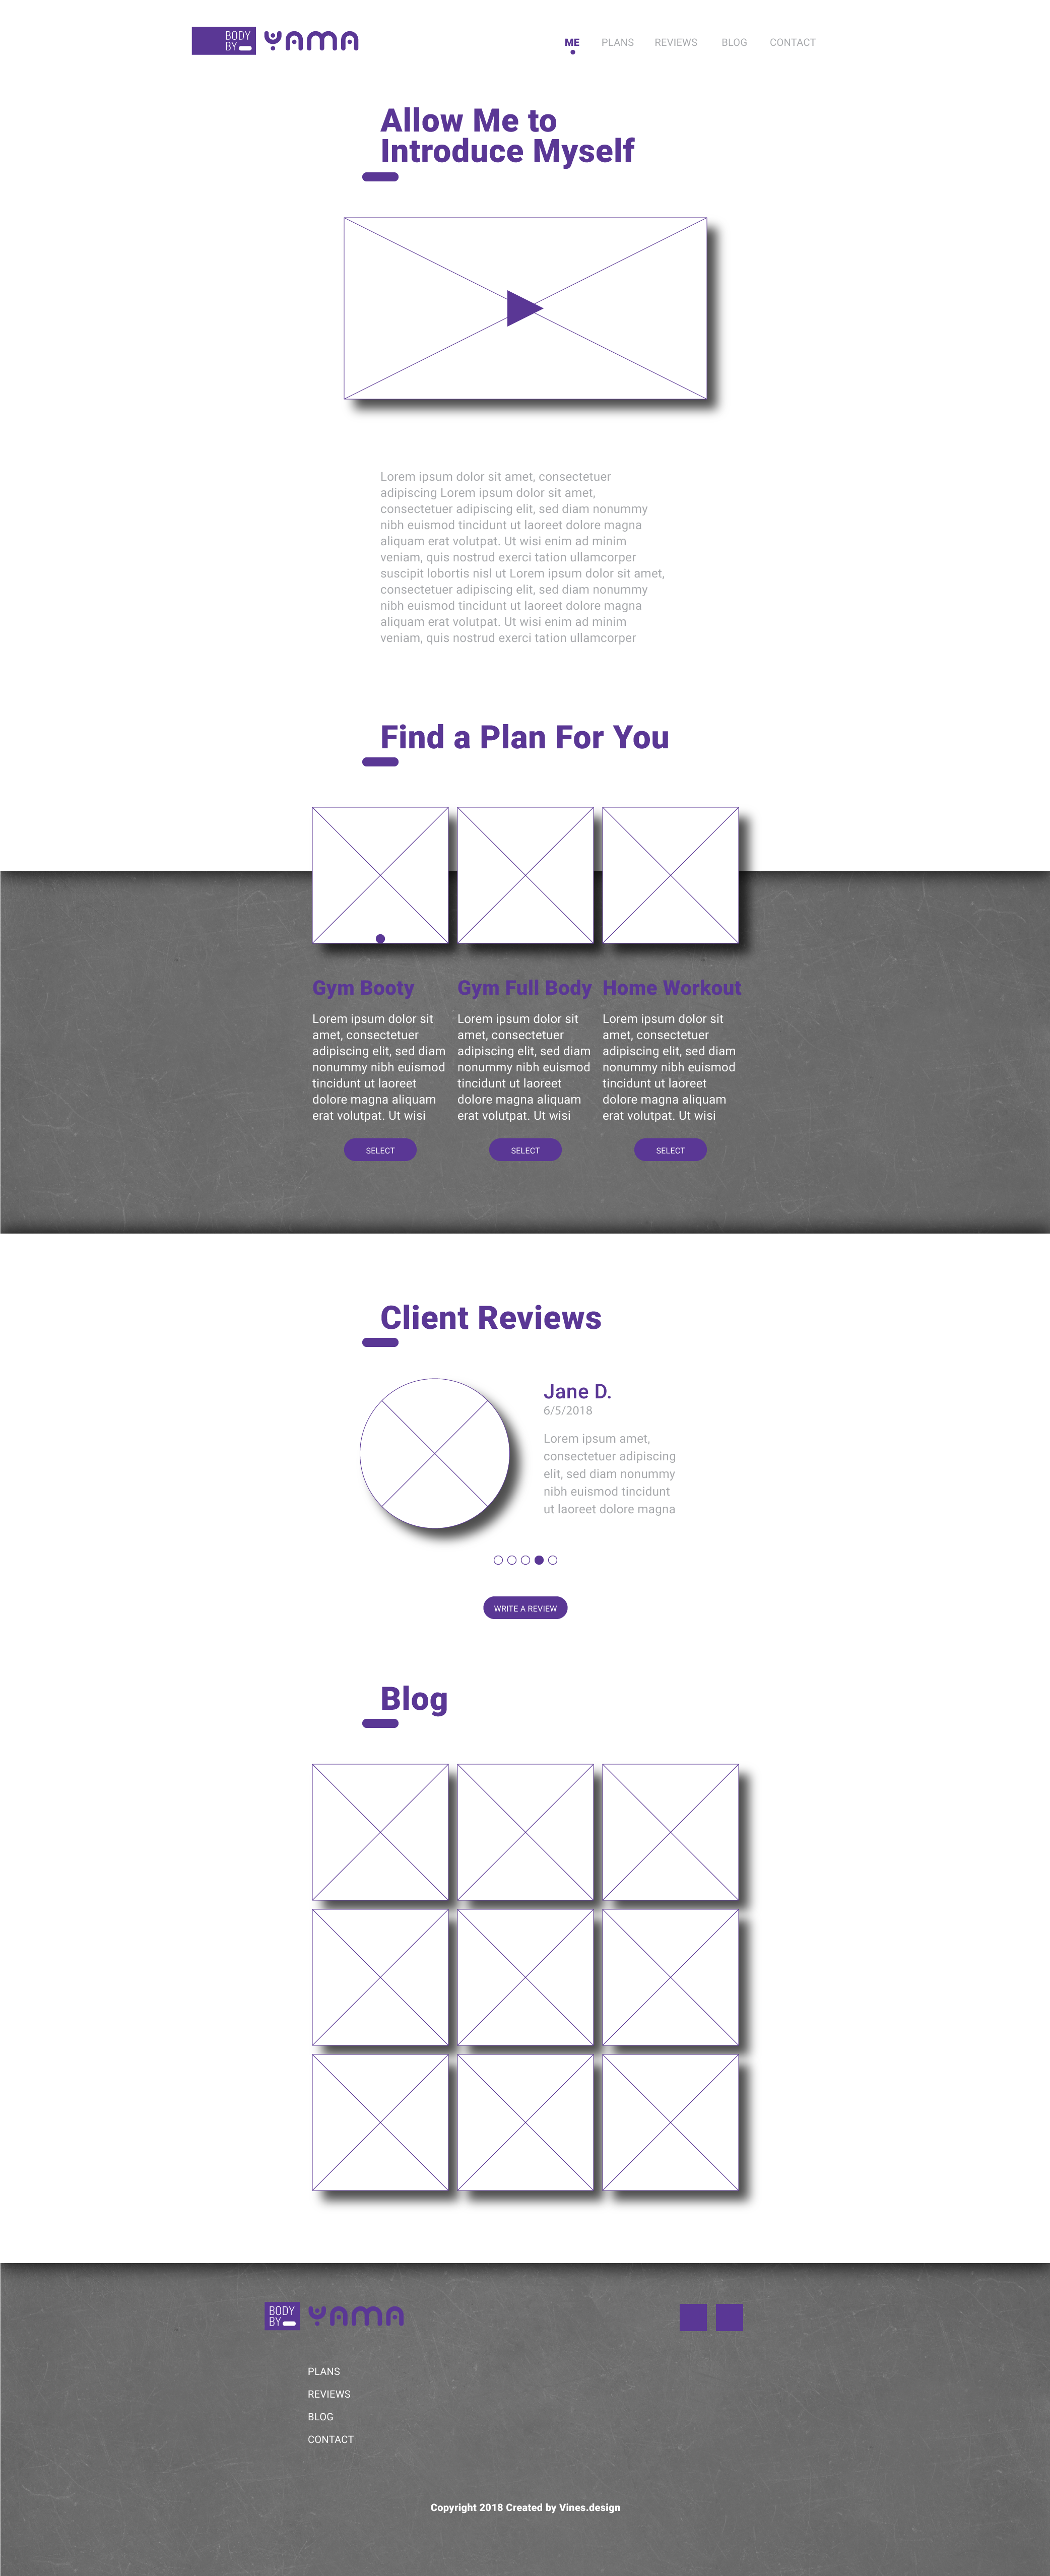 BODY
BY
YAMA
ME PLANS REVIEWS BLOG CONTACT
Allow Me to
Introduce Myself
Lorem ipsum dolor sit amet, consectetuer
adipiscing Lorem ipsum dolor sit amet,
consectetuer adipiscing elit, sed diam nonummy
nibh euismod tincidunt ut laoreet dolore magna
aliquam erat volutpat. Ut wisi enim ad minim
veniam, quis nostrud exerci tation ullamcorper
suscipit lobortis nisl ut Lorem ipsum dolor sit amet,
consectetuer adipiscing elit, sed diam nonummy
nibh euismod tincidunt ut laoreet dolore magna
aliquam erat volutpat. Ut wisi enim ad minim
veniam, quis nostrud exerci tation ullamcorper
Find a Plan For You
Gym Booty
Lorem ipsum dolor sit
amet, consectetuer
adipiscing elit, sed diam
nonummy nibh euismod
tincidunt ut laoreet
dolore magna aliquam
erat volutpat. Ut wisi
SELECT
Gym Full Body
Lorem ipsum dolor sit
amet, consectetuer
adipiscing elit, sed diam
nonummy nibh euismod
tincidunt ut laoreet
dolore magna aliquam
erat volutpat. Ut wisi
SELECT
Home Workout
Lorem ipsum dolor sit
amet, consectetuer
adipiscing elit, sed diam
nonummy nibh euismod
tincidunt ut laoreet
dolore magna aliquam
erat volutpat. Ut wisi
SELECT
Client Reviews
Jane D.
6/5/2018
Lorem ipsum amet,
consectetuer adipiscing
elit, sed diam nonummy
nibh euismod tincidunt
ut laoreet dolore magna
WRITE A REVIEW
Blog
BODY
BY
YAMA
PLANS
REVIEWS
BLOG
CONTACT
Copyright 2018 Created by Vines.design